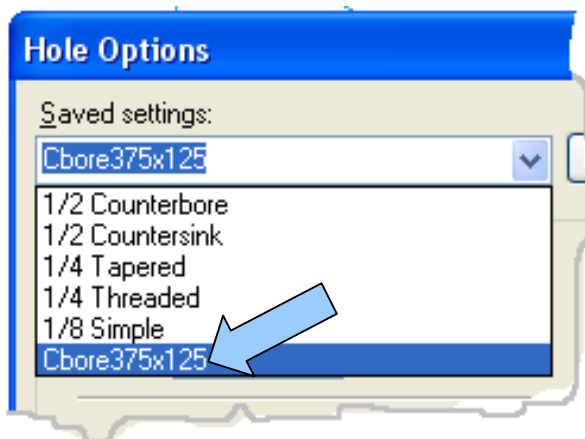 Hole Options
Saved settings:
Cbore375x125
1/2 Counterbore
1/2 Countersink
1/4 Tapered
1/4 Threaded
1/8 Simple
Cbore375x125